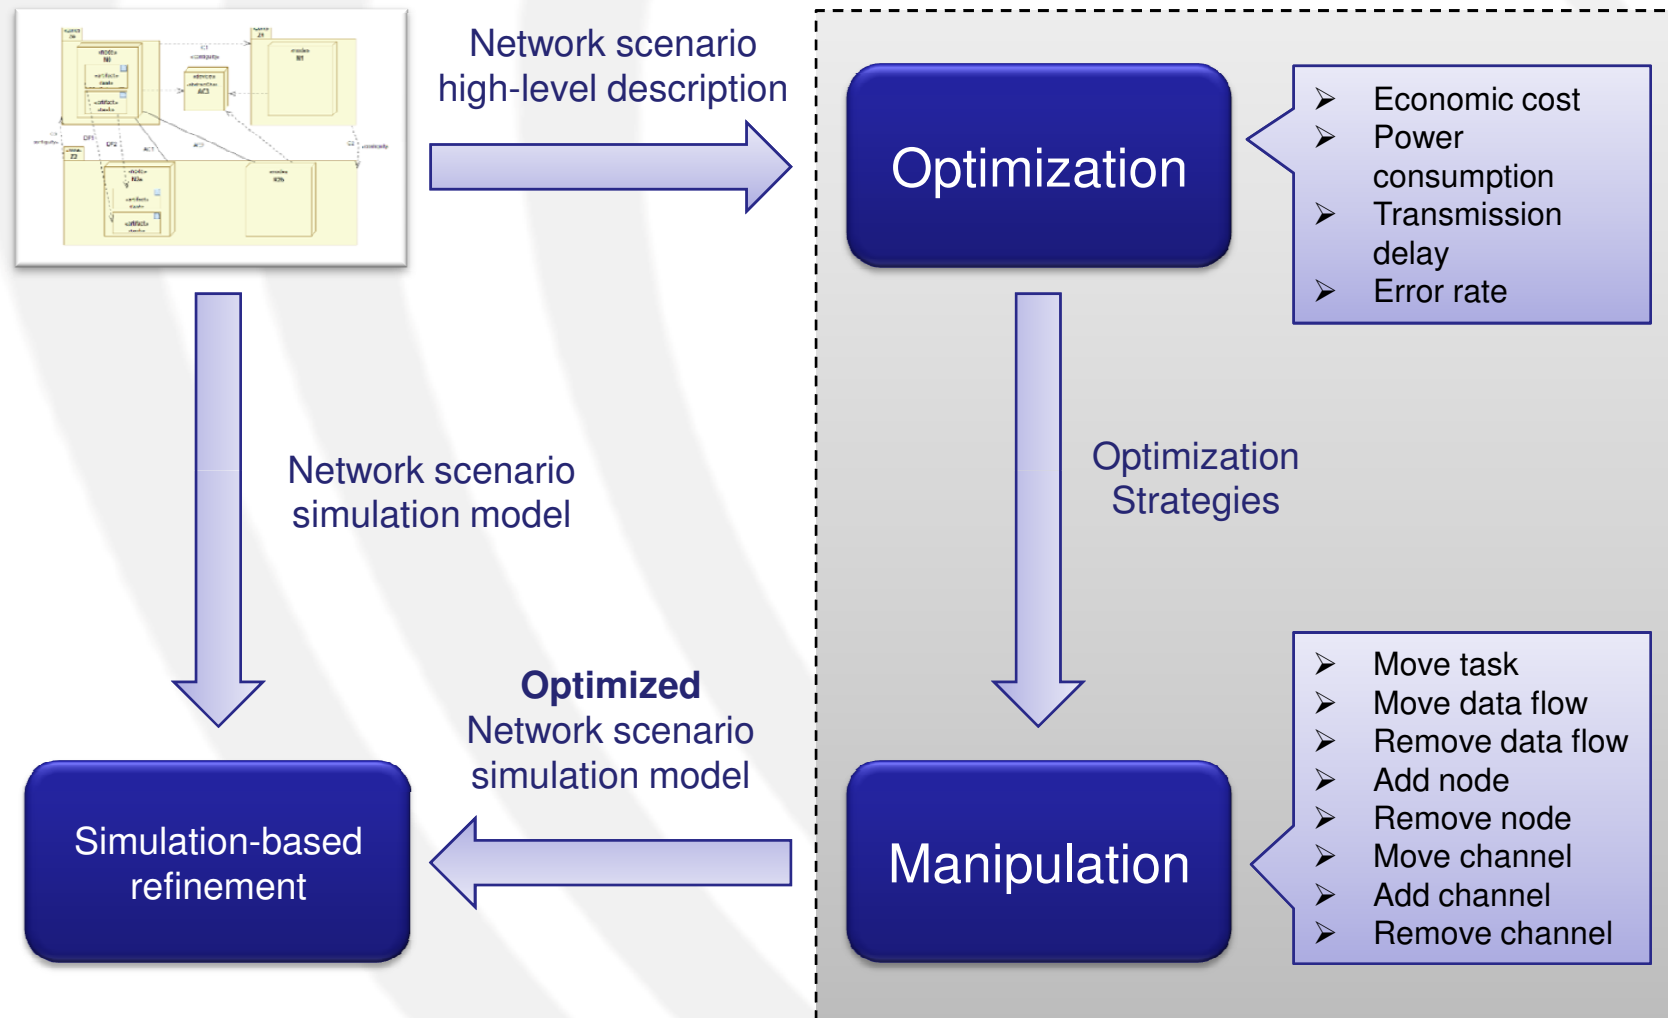 Network scenario
high-level description
Optimization
➢ Economic cost
➢ Power
consumption
➢ Transmission
delay
➢ Error rate
Network scenario
simulation model
Optimization
Strategies
Optimized
Network scenario
simulation model
Simulation-based
refinement
Manipulation
➢ Move task
➢ Move data flow
➢ Remove data flow
➢ Add node
➢ Remove node
➢ Move channel
➢ Add channel
➢ Remove channel